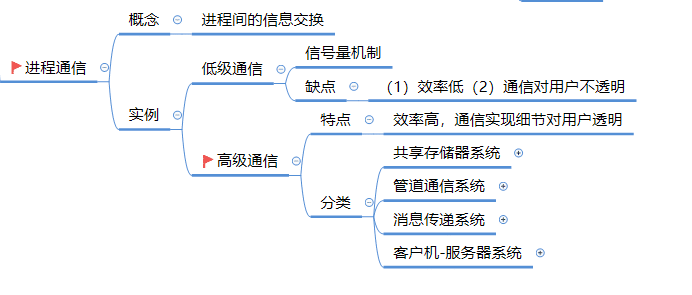 进程通信
概念
进程间的信息交换
实例
低级通信
信号量机制
缺点
（1）效率低（2）通信对用户不透明
高级通信
特点
效率高，通信实现细节对用户透明
分类
共享存储器系统
管道通信系统
消息传递系统
客户机-服务器系统